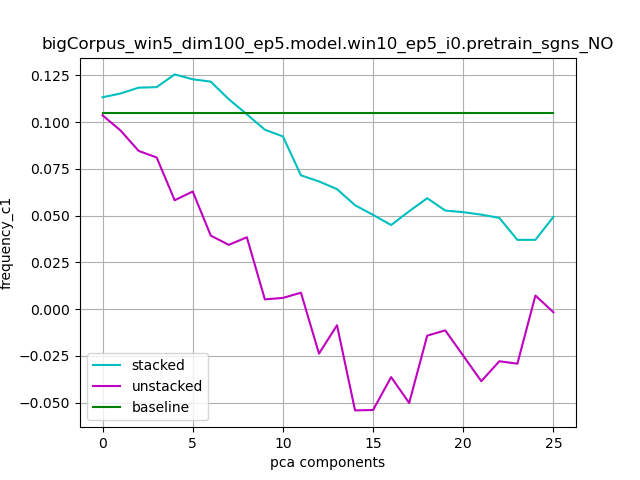 bigCorpus_win5_dim100_ep5.model.win10_ep5_i0.pretrain_sgns_NO
0.125
0.100
0.075
0.050
0.025
0.000
−0.025
−0.050
frequency_c1
stacked
unstacked
baseline
0 5 10 15 20 25
pca components